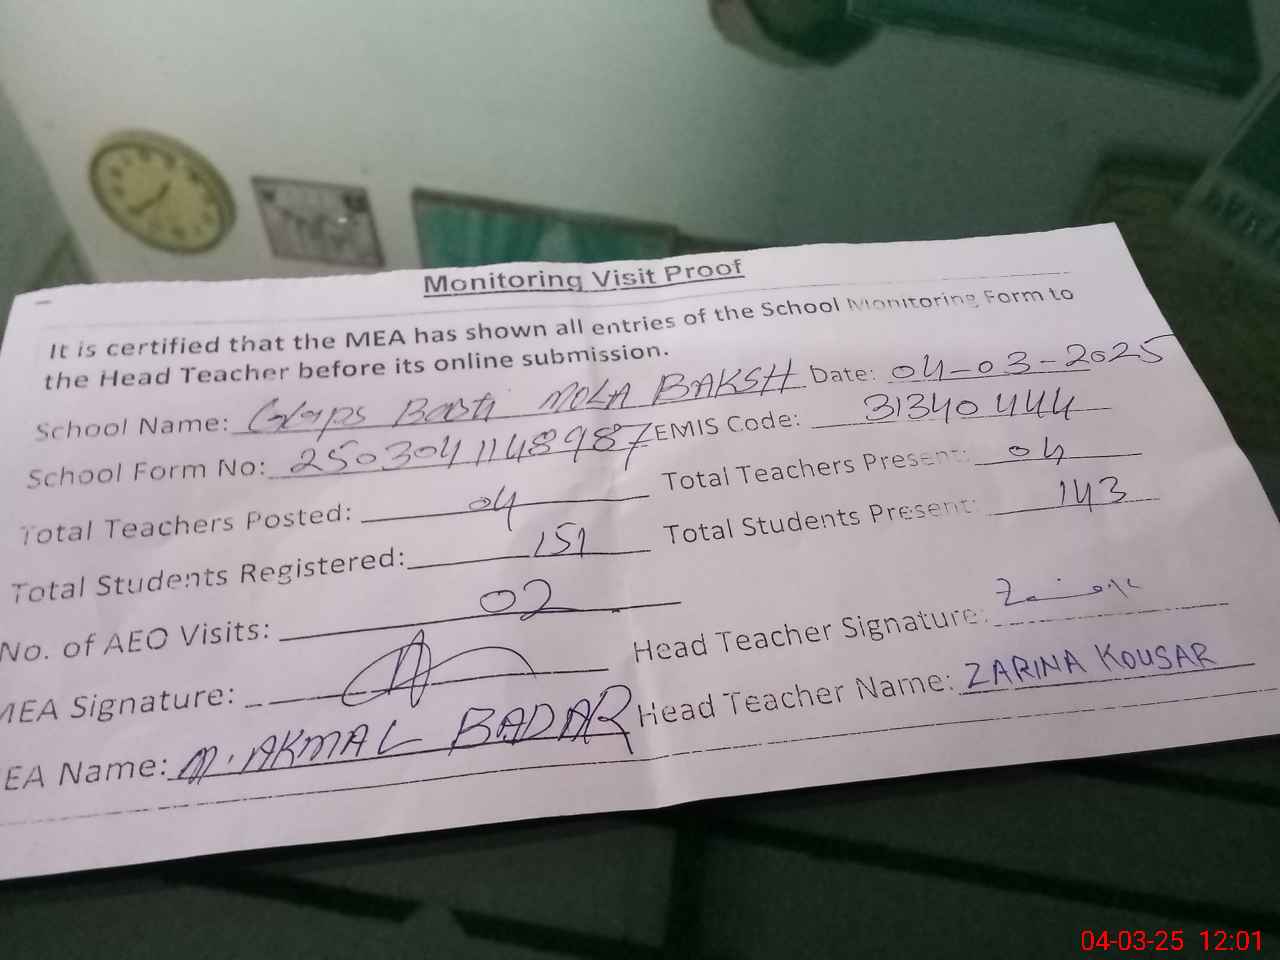 Monitoring Visit Proof
It is certified that the MEA has shown all entries of the School Monitoring Form to
the Head Teacher before its online submission.
School Name: Basti MOLA BAKSH Date: 04-03-2025
School Form No: 25030411148987 EMIS Code: 31340444
Total Teachers Posted: 04 Total Teachers Present: 04
Total Students Registered: 151 Total Students Present: 143
No. of AEO Visits: 02
MEA Signature: Head Teacher Signature:
EA Name: M. AKMAL BADAR Head Teacher Name: ZARINA KOUSAR
04-03-25 12:01